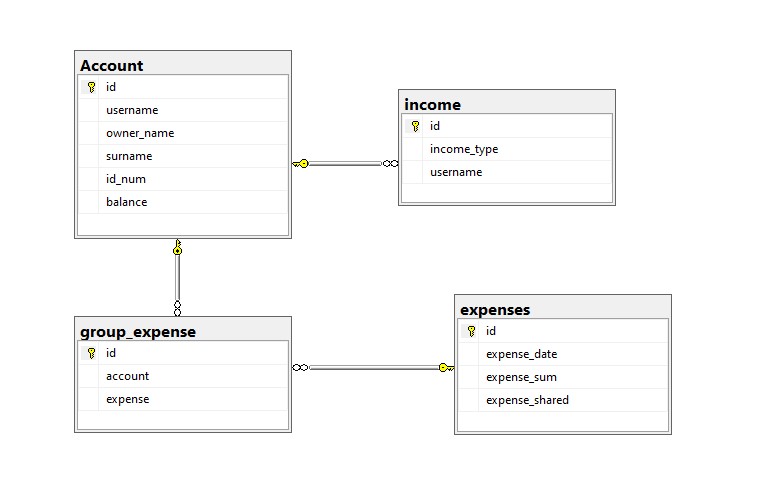 Account
id
username
owner_name
surname
id_num
balance
income
id
income_type
username
group_expense
id
account
expense
expenses
id
expense_date
expense_sum
expense_shared